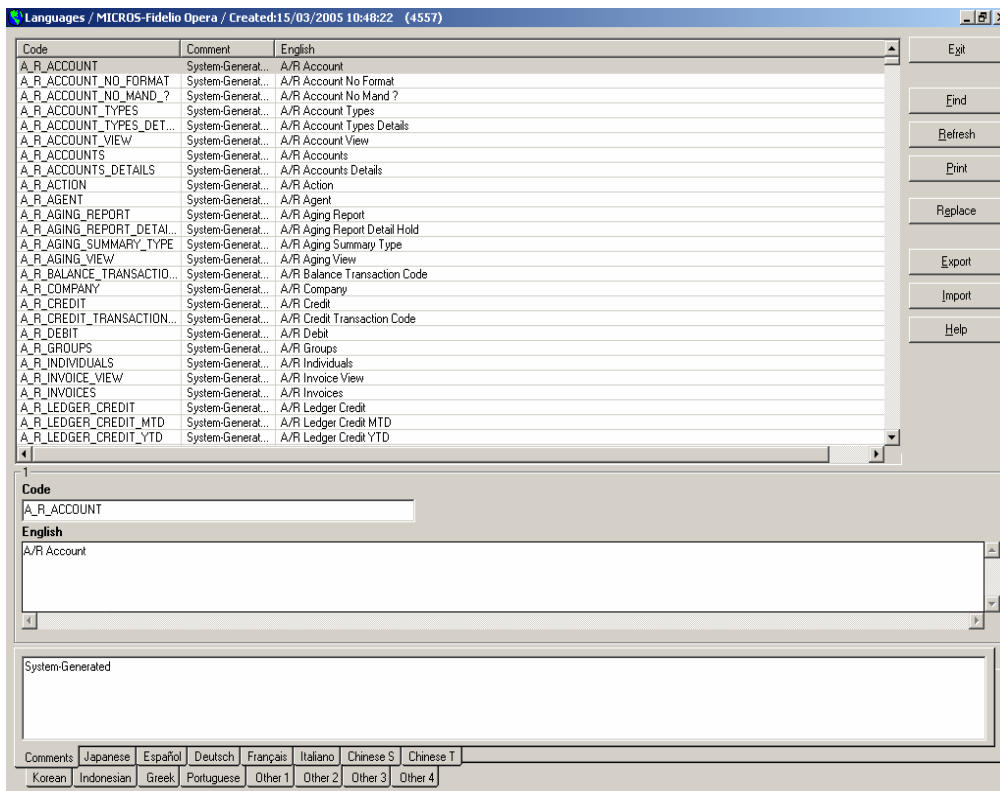 Languages / MICROS-Fidelio Opera / Created:15/03/2005 10:48:22 (4557)
Code Comment English
A_R_ACCOUNT System-Generat... A/R Account
A_R_ACCOUNT_NO_FORMAT System-Generat... A/R Account No Format
A_R_ACCOUNT_NO_MAND_? System-Generat... A/R Account No Mand ?
A_R_ACCOUNT_TYPES System-Generat... A/R Account Types
A_R_ACCOUNT_TYPES_DET... System-Generat... A/R Account Types Details
A_R_ACCOUNT_VIEW System-Generat... A/R Account View
A_R_ACCOUNTS System-Generat... A/R Accounts
A_R_ACCOUNTS_DETAILS System-Generat... A/R Accounts Details
A_R_ACTION System-Generat... A/R Action
A_R_AGENT System-Generat... A/R Agent
A_R_AGING_REPORT System-Generat... A/R Aging Report
A_R_AGING_REPORT_DETAI... System-Generat... A/R Aging Report Detail Hold
A_R_AGING_SUMMARY_TYPE System-Generat... A/R Aging Summary Type
A_R_AGING_VIEW System-Generat... A/R Aging View
A_R_BALANCE_TRANSACTIO... System-Generat... A/R Balance Transaction Code
A_R_COMPANY System-Generat... A/R Company
A_R_CREDIT System-Generat... A/R Credit
A_R_CREDIT_TRANSACTION... System-Generat... A/R Credit Transaction Code
A_R_DEBIT System-Generat... A/R Debit
A_R_GROUPS System-Generat... A/R Groups
A_R_INDIVIDUALS System-Generat... A/R Individuals
A_R_INVOICE_VIEW System-Generat... A/R Invoice View
A_R_INVOICES System-Generat... A/R Invoices
A_R_LEDGER_CREDIT System-Generat... A/R Ledger Credit
A_R_LEDGER_CREDIT_MTD System-Generat... A/R Ledger Credit MTD
A_R_LEDGER_CREDIT_YTD System-Generat... A/R Ledger Credit YTD
Exit
Find
Refresh
Print
Replace
Export
Import
Help
1
Code
A_R_ACCOUNT
English
A/R Account
System-Generated
Comments Japanese Español Deutsch Français Italiano Chinese S Chinese T
Korean Indonesian Greek Portuguese Other 1 Other 2 Other 3 Other 4